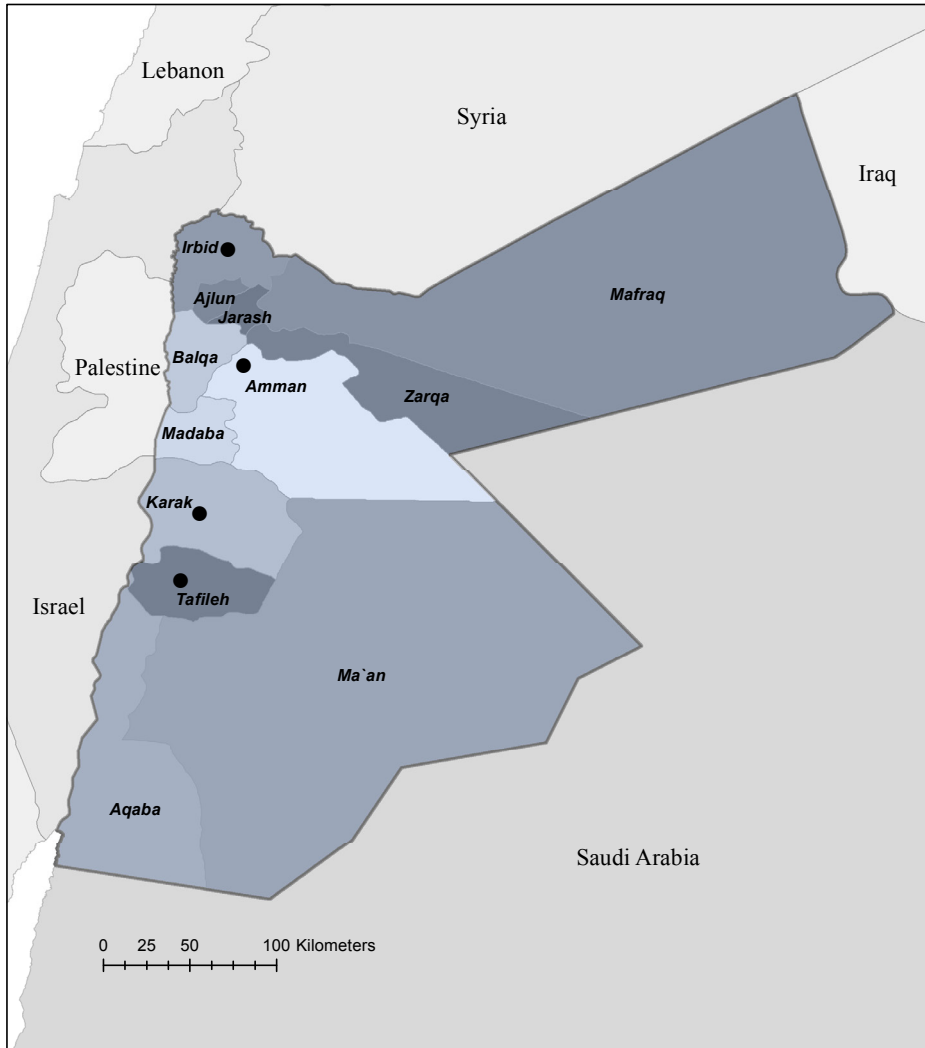 Lebanon
Syria
Iraq
Irbid
Mafraq
Ajlun
Jarash
Balqa
Palestine
Amman
Zarqa
Madaba
Karak
Tafileh
Israel
Ma`an
Aqaba
Saudi Arabia
0 25 50 100 Kilometers